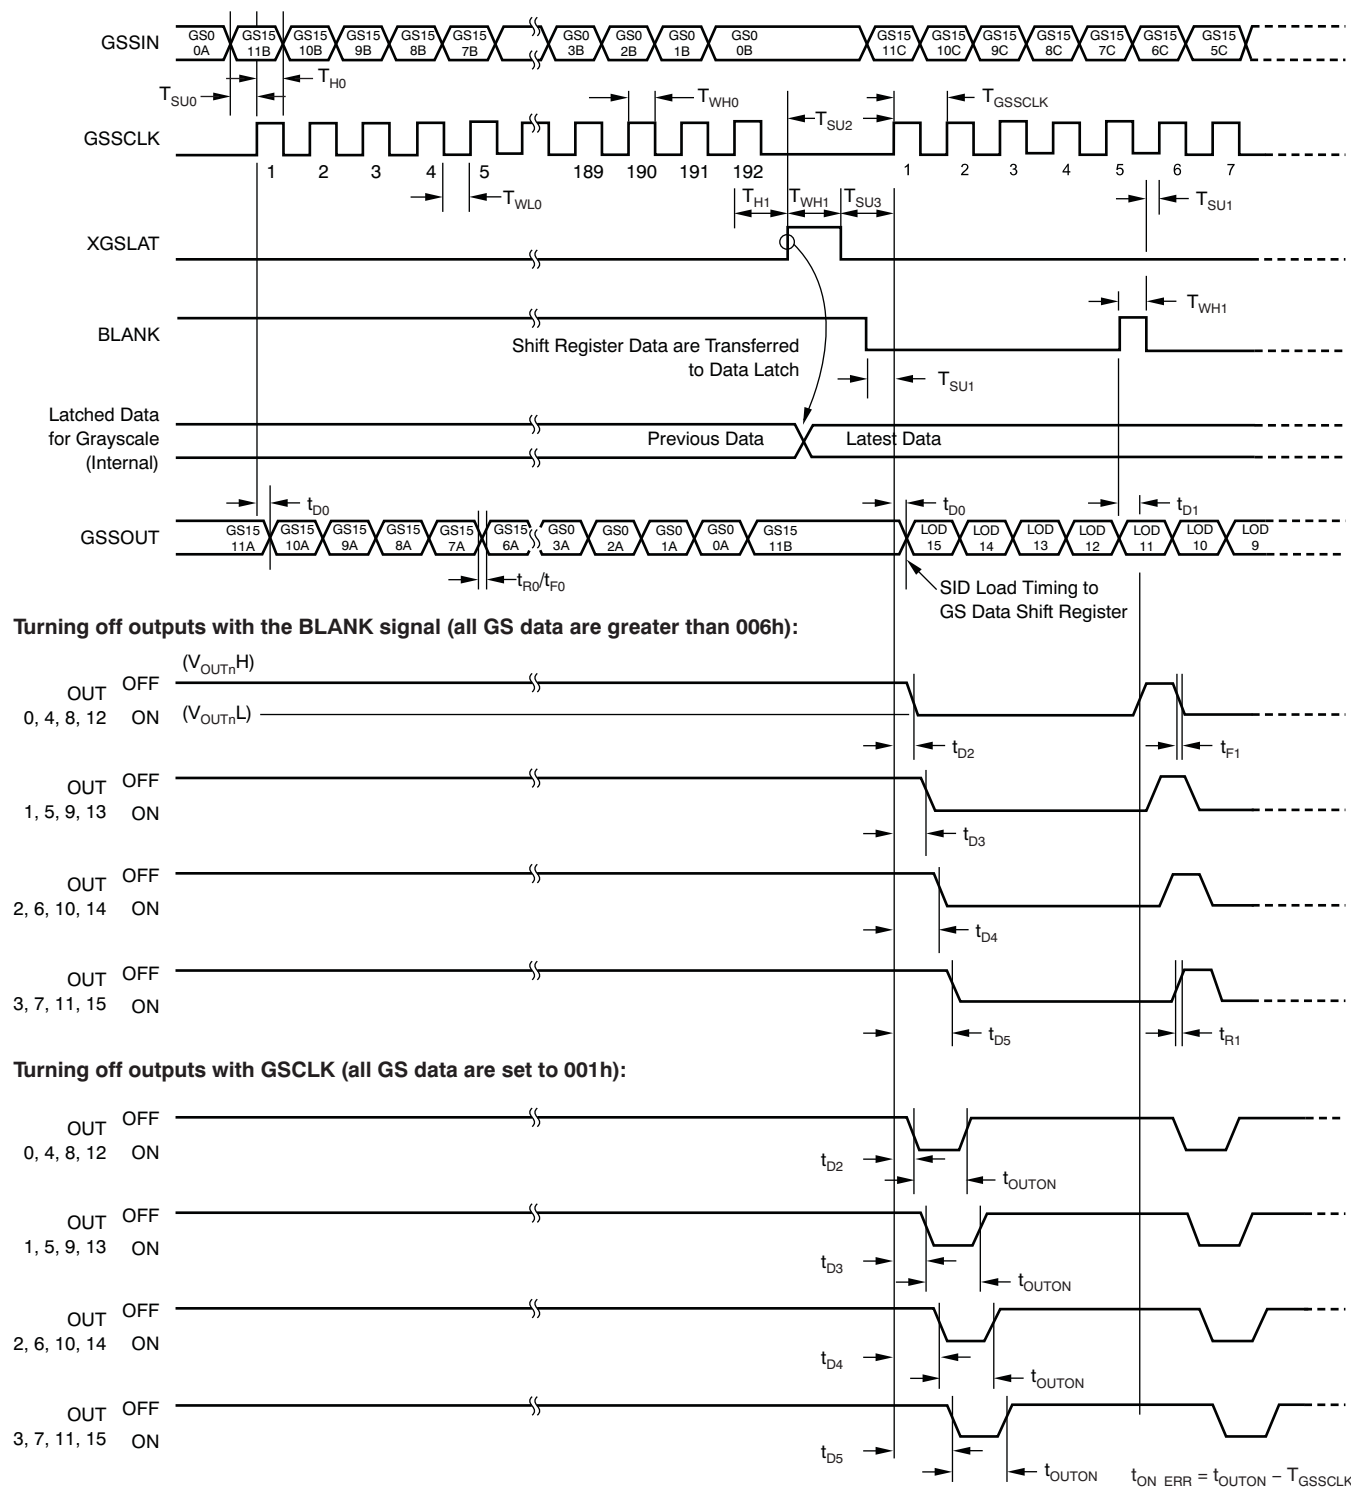 GSSIN
GS0 0A
GS15 11B
GS15 10B
GS15 9B
GS15 8B
GS15 7B
GS0 3B
GS0 2B
GS0 1B
GS0 0B
GS15 11C
GS15 10C
GS15 9C
GS15 8C
GS15 7C
GS15 6C
GS15 5C
TSU0
TH0
TWH0
TGSSCLK
TSU2
GSSCLK
1 2 3 4 5 189 190 191 192 1 2 3 4 5 6 7
TWL0
TH1
TWH1
TSU3
TSU1
XGSLAT
TWH1
BLANK
Shift Register Data are Transferred
to Data Latch
TSU1
Latched Data
for Grayscale
(Internal)
Previous Data
Latest Data
tD0
tD0
tD1
GSSOUT
GS15 11A
GS15 10A
GS15 9A
GS15 8A
GS15 7A
GS15 6A
GS0 3A
GS0 2A
GS0 1A
GS0 0A
GS15 11B
LOD 15
LOD 14
LOD 13
LOD 12
LOD 11
LOD 10
LOD 9
tR0/tF0
SID Load Timing to
GS Data Shift Register
Turning off outputs with the BLANK signal (all GS data are greater than 006h):
(VOUTnH)
OUT OFF
0, 4, 8, 12 ON (VOUTnL)
tD2
tF1
OUT OFF
1, 5, 9, 13 ON
tD3
OUT OFF
2, 6, 10, 14 ON
tD4
OUT OFF
3, 7, 11, 15 ON
tD5
tR1
Turning off outputs with GSCLK (all GS data are set to 001h):
OUT OFF
0, 4, 8, 12 ON
tD2
tOUTON
OUT OFF
1, 5, 9, 13 ON
tD3
tOUTON
OUT OFF
2, 6, 10, 14 ON
tD4
tOUTON
OUT OFF
3, 7, 11, 15 ON
tD5
tOUTON
tON_ERR = tOUTON − TGSSCLK